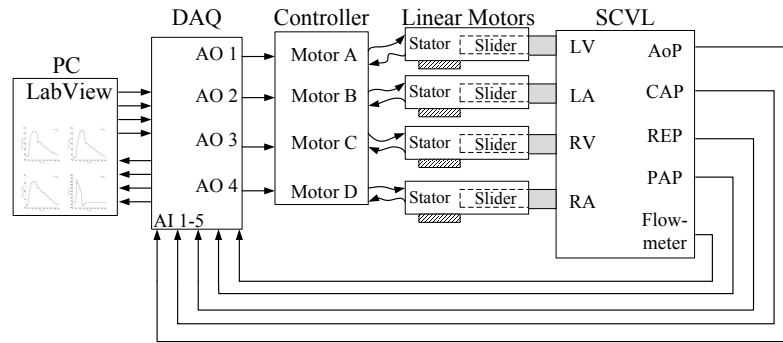 DAQ
Controller
Linear Motors
SCVL
PC
LabView
AO 1
AO 2
AO 3
AO 4
AI 1-5
Motor A
Motor B
Motor C
Motor D
Stator
Slider
Stator
Slider
Stator
Slider
Stator
Slider
LV
LA
RV
RA
AoP
CAP
REP
PAP
Flow-
meter